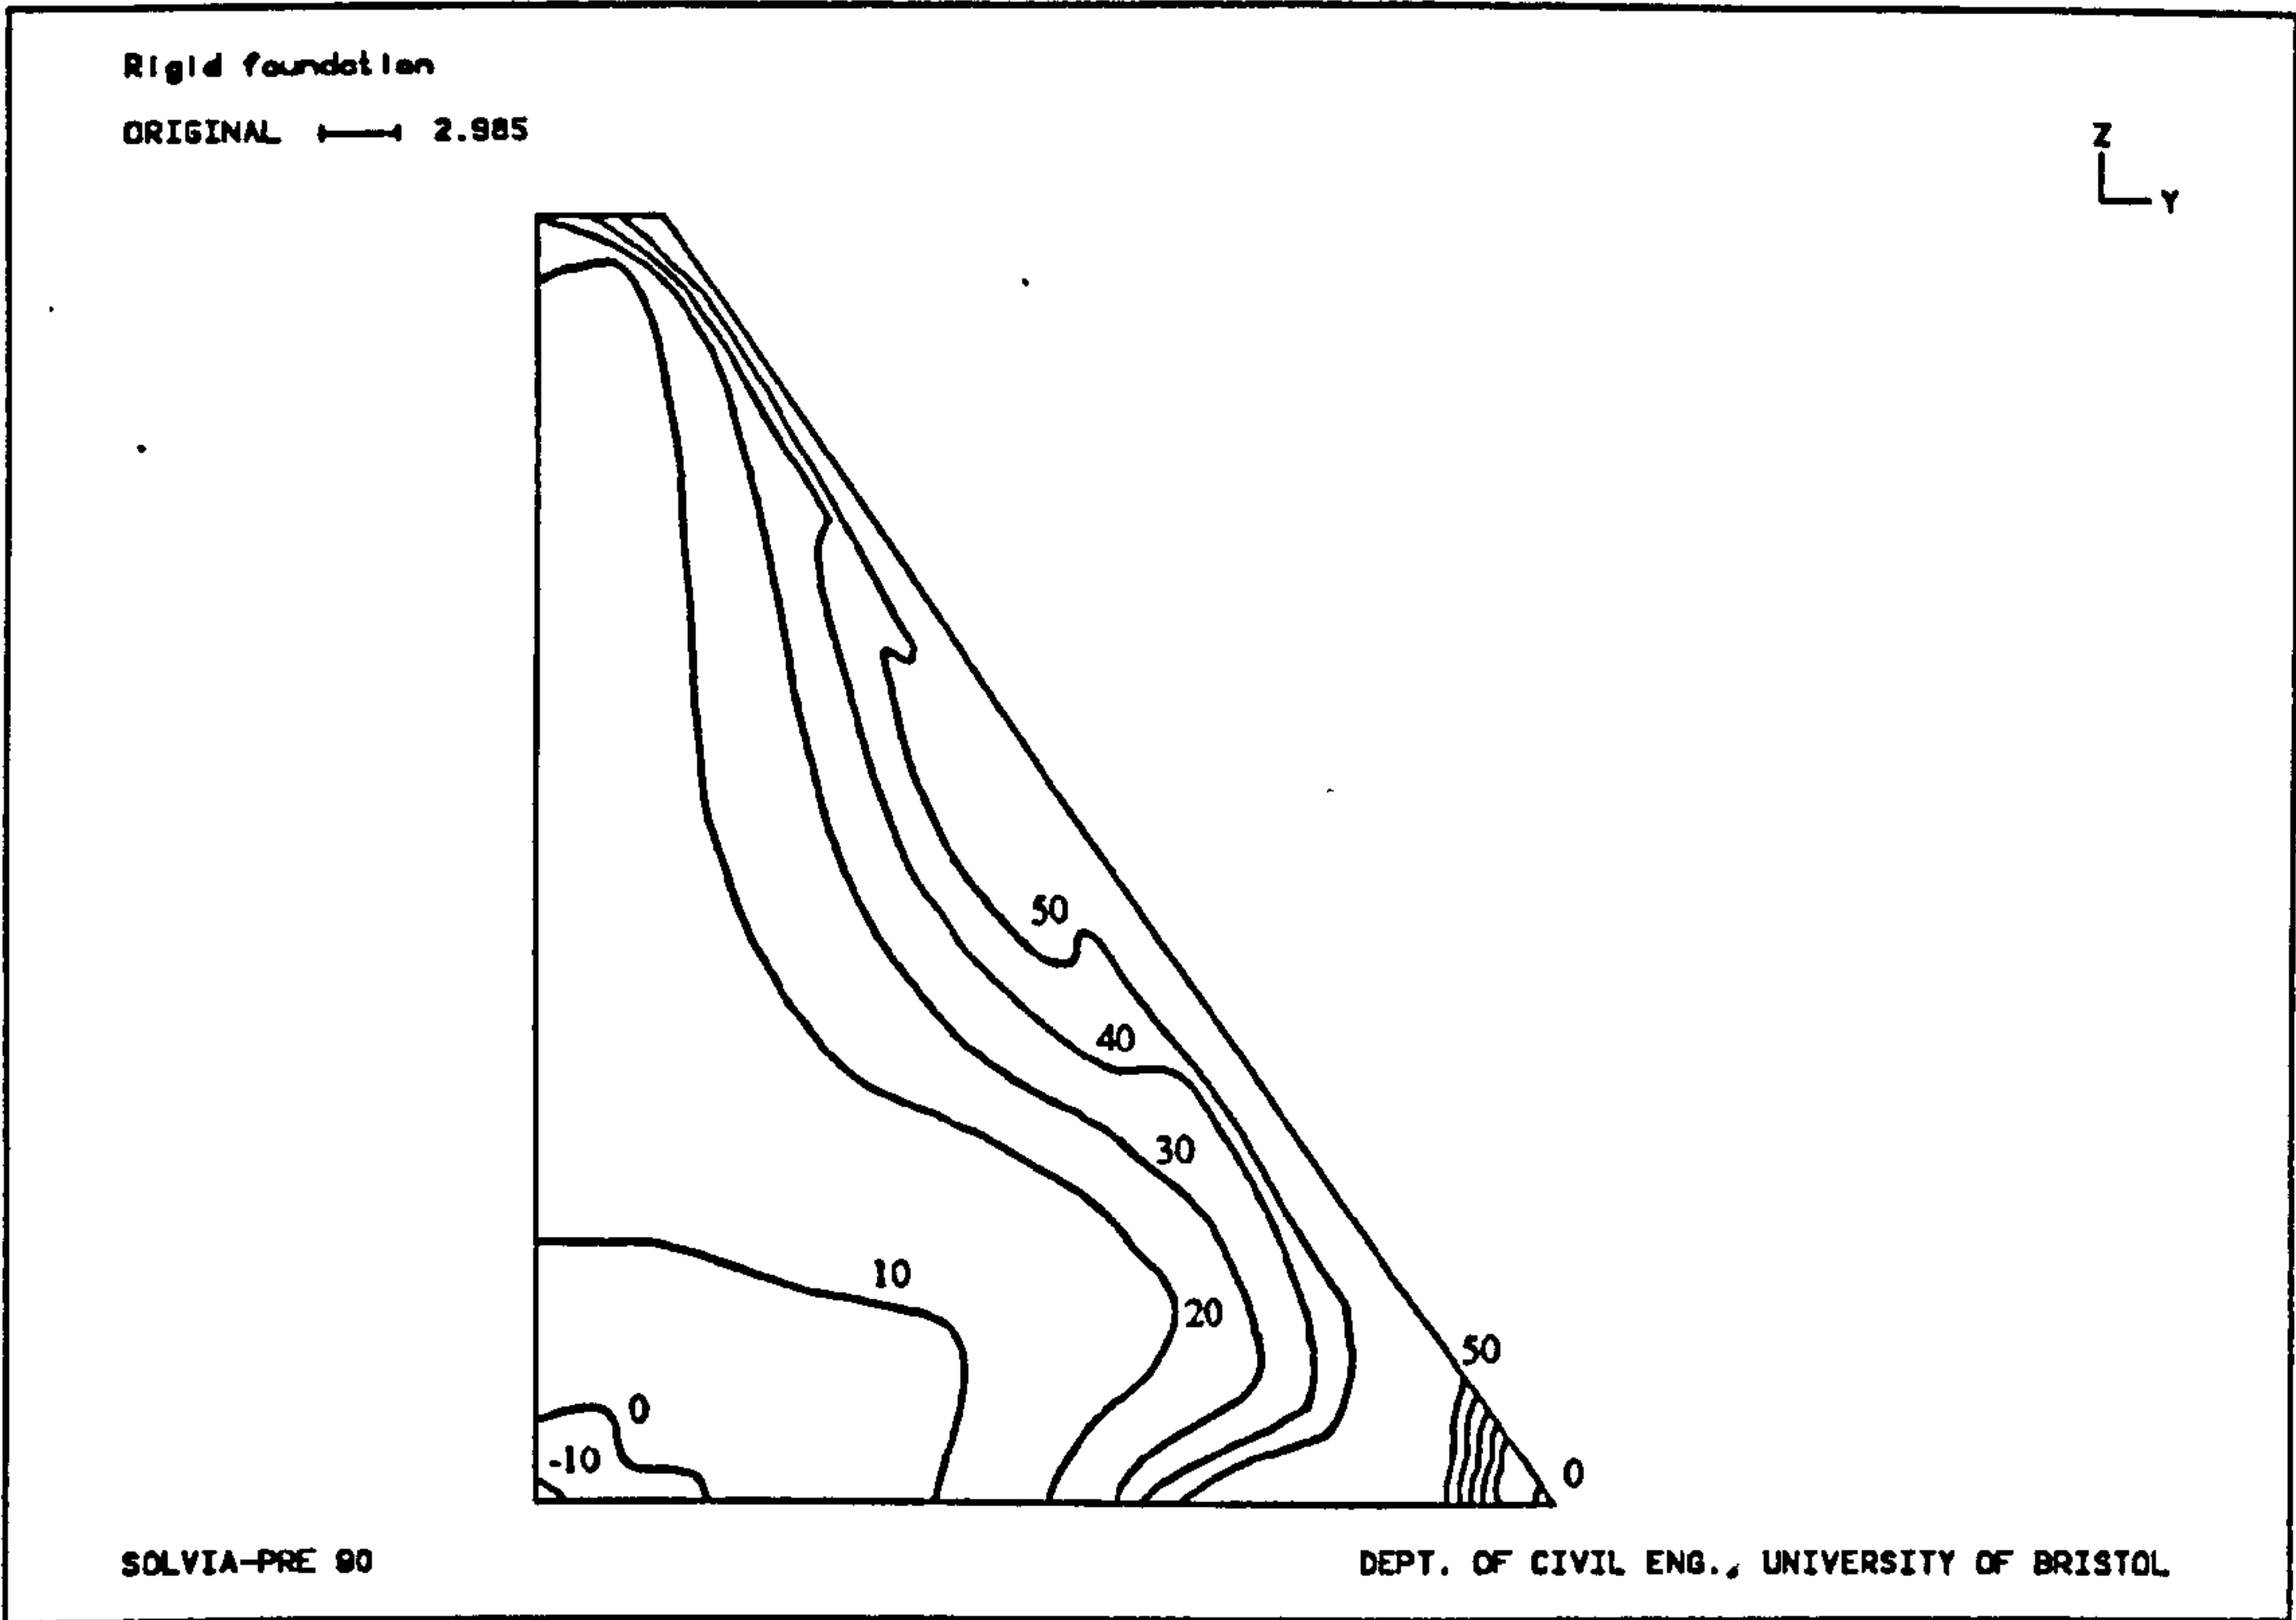 Rigid foundation
ORIGINAL 2.985
Z
Y
50
40
30
10
20
50
0
-10
0
SOLVIA-PRE 90
DEPT. OF CIVIL ENG., UNIVERSITY OF BRISTOL